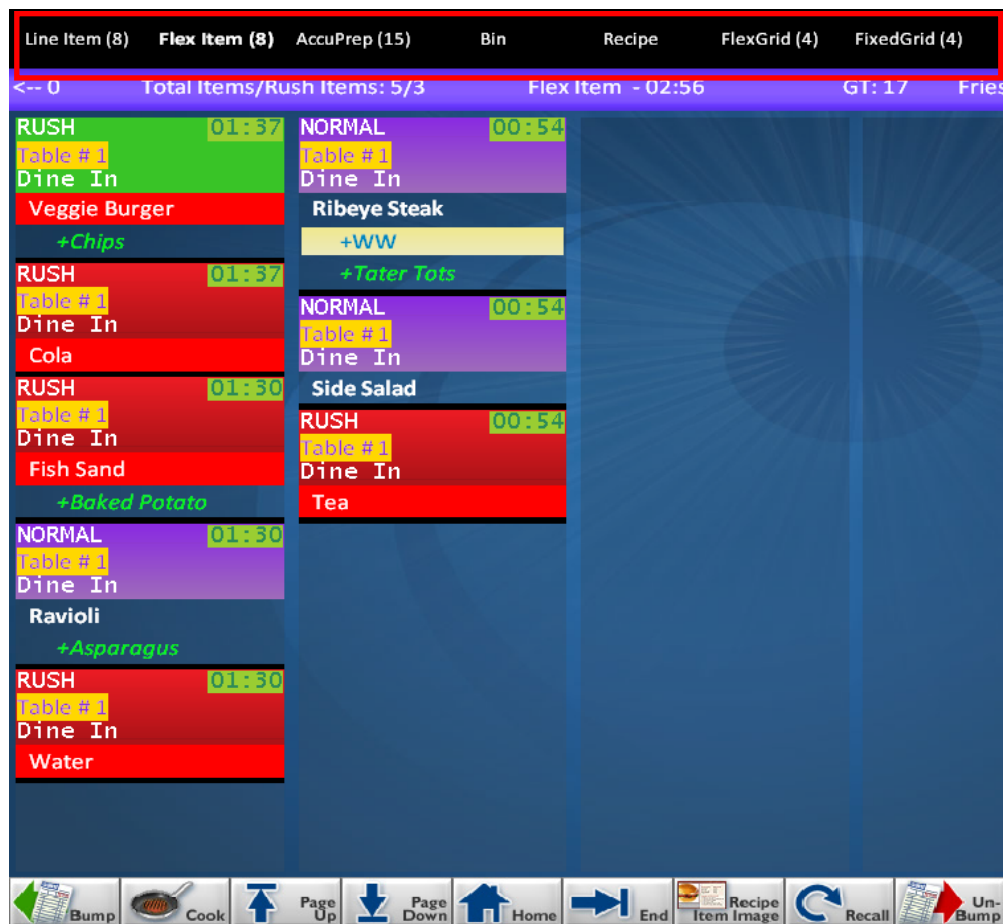 Line Item (8) Flex Item (8) AccuPrep (15) Bin Recipe FlexGrid (4) FixedGrid (4)
<-- 0 Total Items/Rush Items: 5/3 Flex Item - 02:56 GT: 17 Fries
RUSH 01:37
Table # 1
Dine In
Veggie Burger
+Chips
RUSH 01:37
Table # 1
Dine In
Cola
RUSH 01:30
Table # 1
Dine In
Fish Sand
+Baked Potato
NORMAL 01:30
Table # 1
Dine In
Ravioli
+Asparagus
RUSH 01:30
Table # 1
Dine In
Water
NORMAL 00:54
Table # 1
Dine In
Ribeye Steak
+WW
+Tater Tots
NORMAL 00:54
Table # 1
Dine In
Side Salad
RUSH 00:54
Table # 1
Dine In
Tea
Bump
Cook
Page
Up
Page
Down
Home
End
Recipe
Item Image
Recall
Un-
Bump